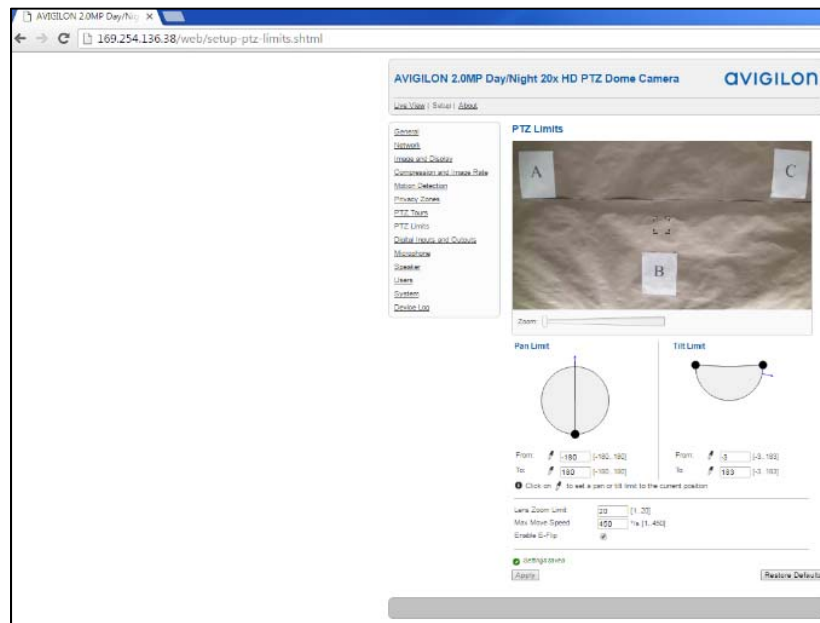 AVIGILON 2.0MP Day/Nig
169.254.136.38/web/setup-ptz-limits.shtml
AVIGILON 2.0MP Day/Night 20x HD PTZ Dome Camera
aVIGILON
Live View | Setup | About
General
Network
Image and Display
Compression and Image Rate
Motion Detection
Privacy Zones
PTZ Tours
PTZ Limits
Digital Inputs and Outputs
Microphone
Speaker
Users
System
Device Log
PTZ Limits
A
C
B
Zoom:
Pan Limit
From: -180 [-180..180]
To: 180 [-180..180]
Tilt Limit
From: -3 [-3..183]
To: 183 [-3..183]
Click on to set a pan or tilt limit to the current position
Lens Zoom Limit 20 [1..20]
Max Move Speed 450 °/s [1..450]
Enable E-Flip
Settings saved
Apply
Restore Defaults